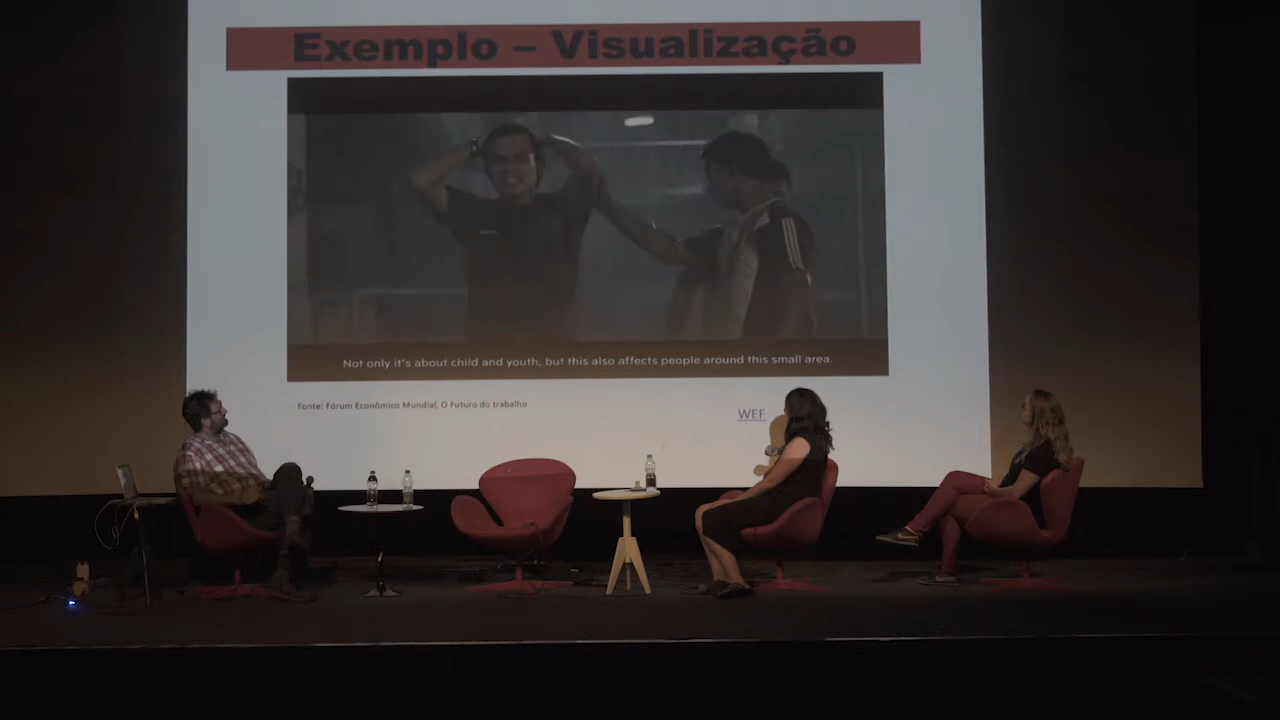 Exemplo – Visualização
Not only it's about child and youth, but this also affects people around this small area.
Fonte: Fórum Econômico Mundial, O Futuro do trabalho
WEF